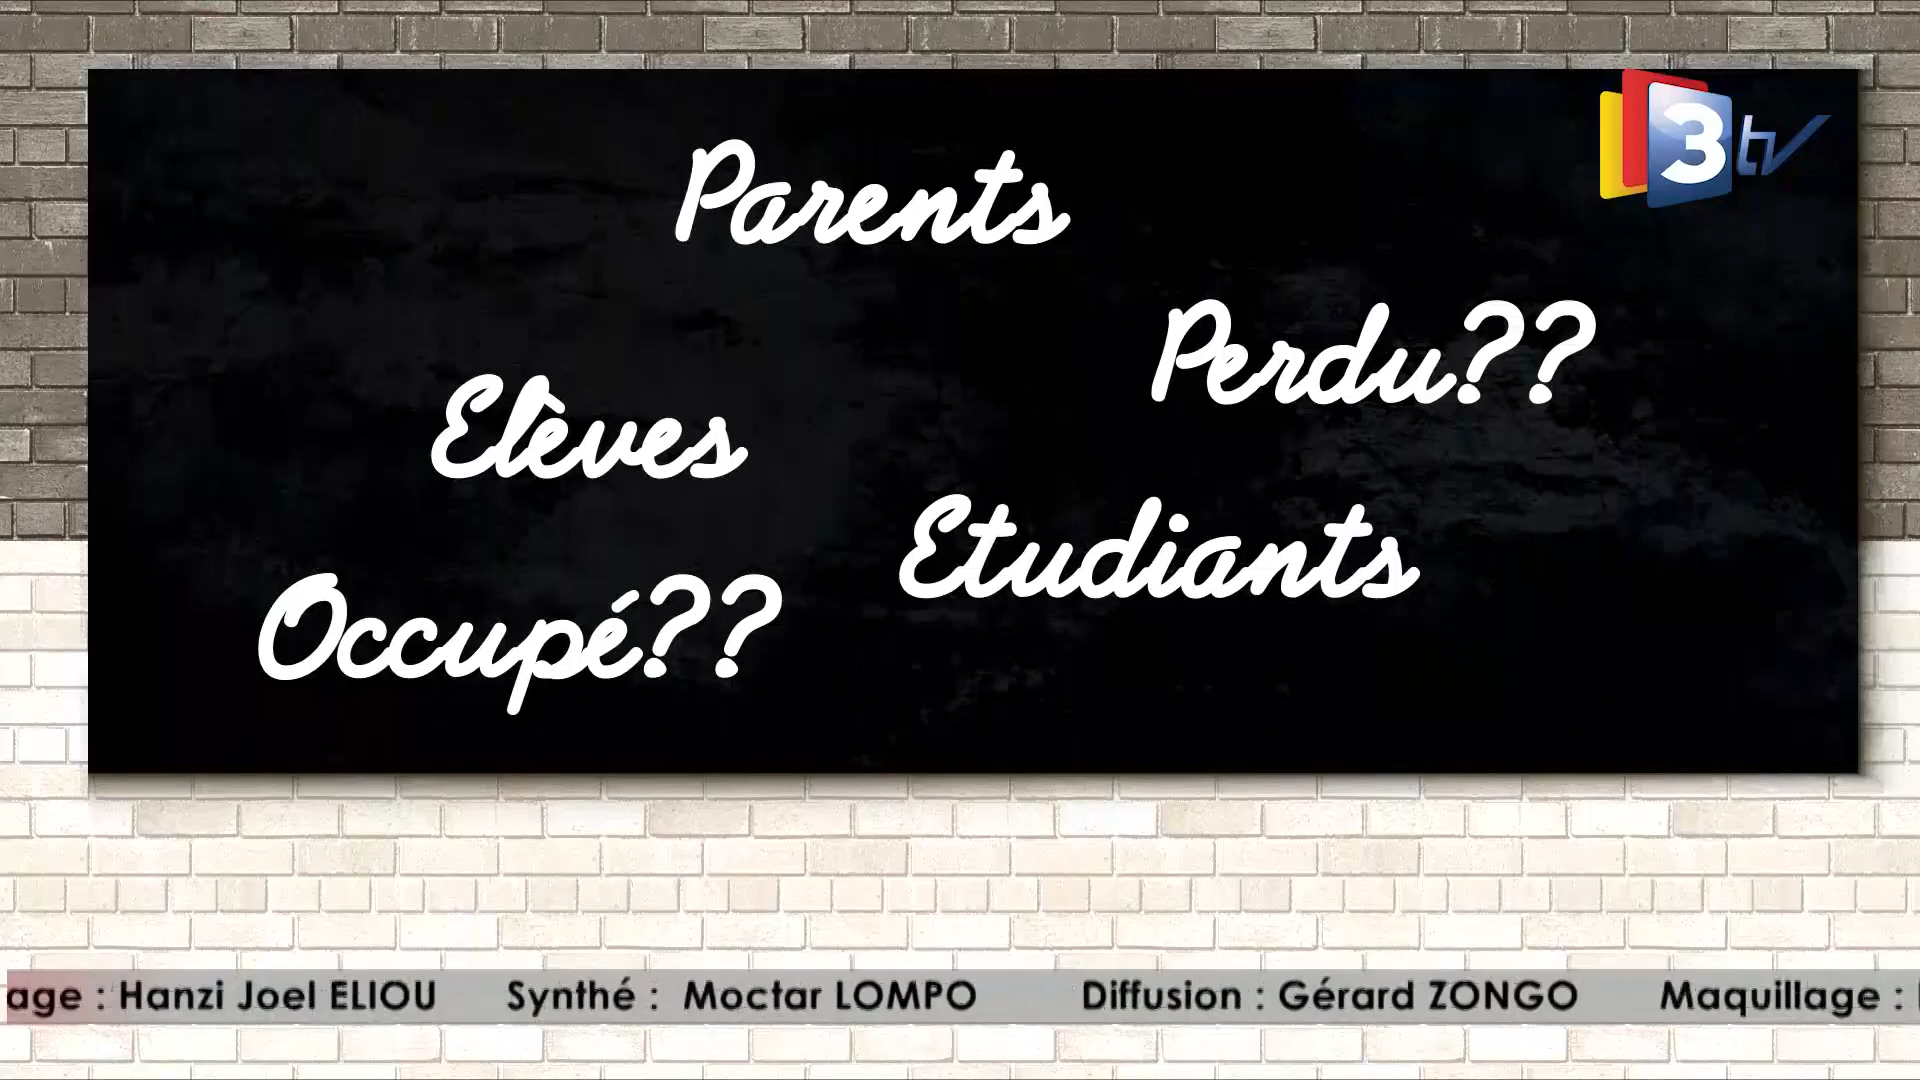 3tv
Parents
Perdu??
Elèves
Etudiants
Occupé??
age : Hanzi Joel ELIOU Synthé : Moctar LOMPO Diffusion : Gérard ZONGO Maquillage :